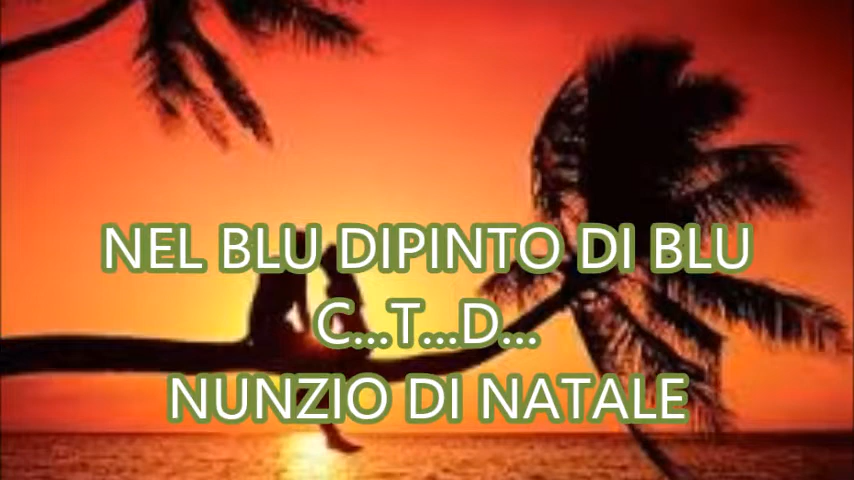 NEL BLU DIPINTO DI BLU
C...T...D...
NUNZIO DI NATALE